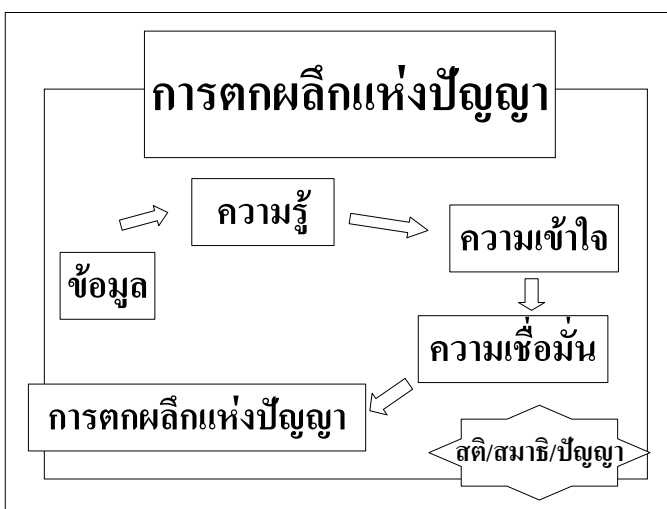 การตกผลึกแห่งปัญญา
ข้อมูล
ความรู้
ความเข้าใจ
ความเชื่อมั่น
การตกผลึกแห่งปัญญา
สติ/สมาธิ/ปัญญา